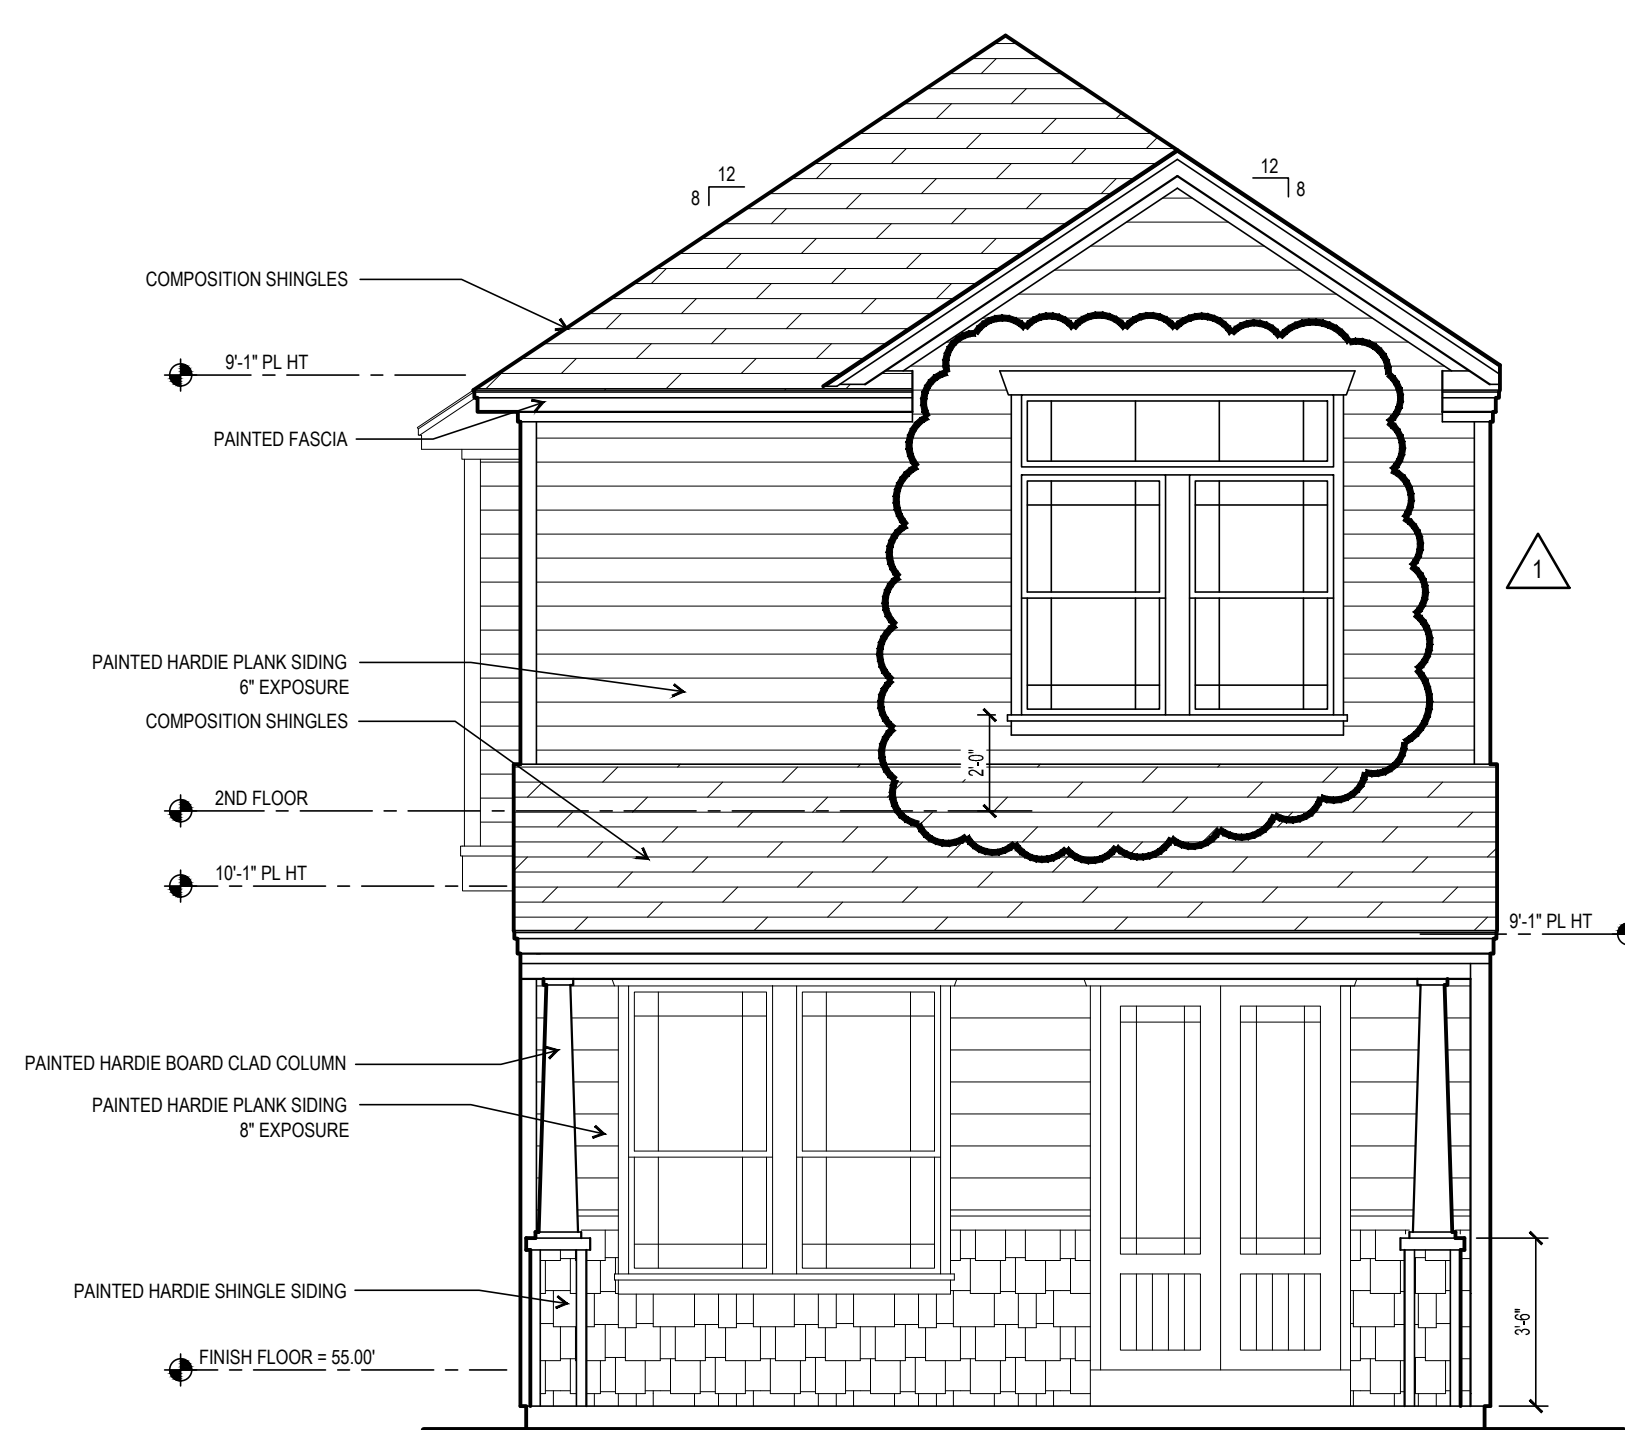 12
8
12
8
COMPOSITION SHINGLES
9'-1" PL HT
PAINTED FASCIA
1
PAINTED HARDIE PLANK SIDING
6" EXPOSURE
COMPOSITION SHINGLES
2'-0"
2ND FLOOR
10'-1" PL HT
9'-1" PL HT
PAINTED HARDIE BOARD CLAD COLUMN
PAINTED HARDIE PLANK SIDING
8" EXPOSURE
PAINTED HARDIE SHINGLE SIDING
3'-6"
FINISH FLOOR = 55.00'